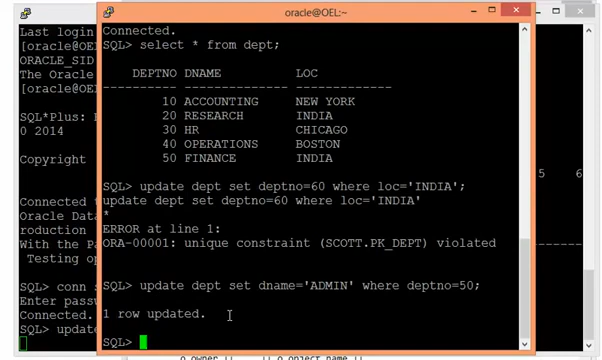 oracle@OEL:~
Connected.
SQL> select * from dept;
DEPTNO DNAME LOC
---------- -------------- -------------
10 ACCOUNTING NEW YORK
20 RESEARCH INDIA
30 HR CHICAGO
40 OPERATIONS BOSTON
50 FINANCE INDIA
SQL> update dept set deptno=60 where loc='INDIA';
update dept set deptno=60 where loc='INDIA'
*
ERROR at line 1:
ORA-00001: unique constraint (SCOTT.PK_DEPT) violated
SQL> update dept set dname='ADMIN' where deptno=50;
1 row updated.
SQL>
Last login
[oracle@OEL
ORACLE_SID
The Oracle
[oracle@OEL
SQL*Plus:
0 2014
Copyright
Connected
Oracle Data
roduction
With the Pa
Testing op
SQL> conn s
Enter passw
Connected.
SQL> update
5 6